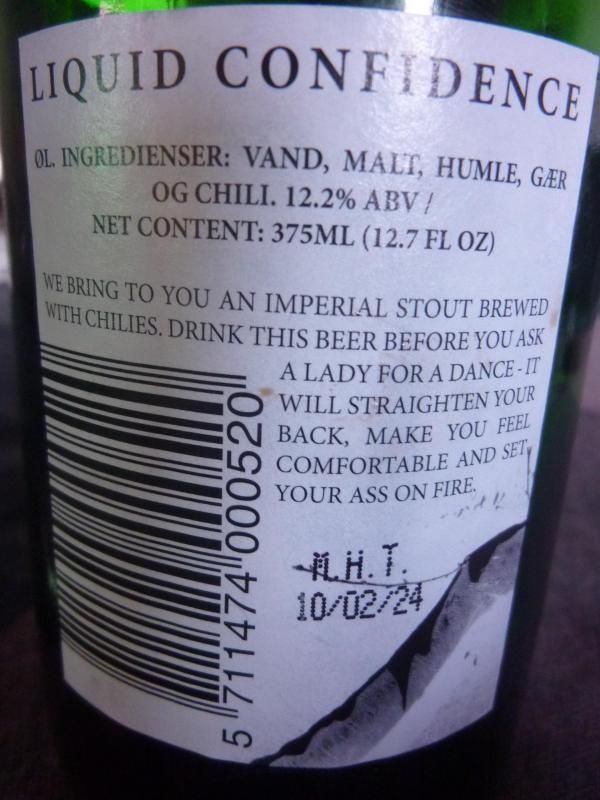 LIQUID CONFIDENCE
ØL. INGREDIENSER: VAND, MALT, HUMLE, GÆR
OG CHILI. 12.2% ABV /
NET CONTENT: 375ML (12.7 FL OZ)
WE BRING TO YOU AN IMPERIAL STOUT BREWED
WITH CHILIES. DRINK THIS BEER BEFORE YOU ASK
A LADY FOR A DANCE - IT
WILL STRAIGHTEN YOUR
BACK, MAKE YOU FEEL
COMFORTABLE AND SET
YOUR ASS ON FIRE.
M.H.T.
10/02/24
5 711474 000520